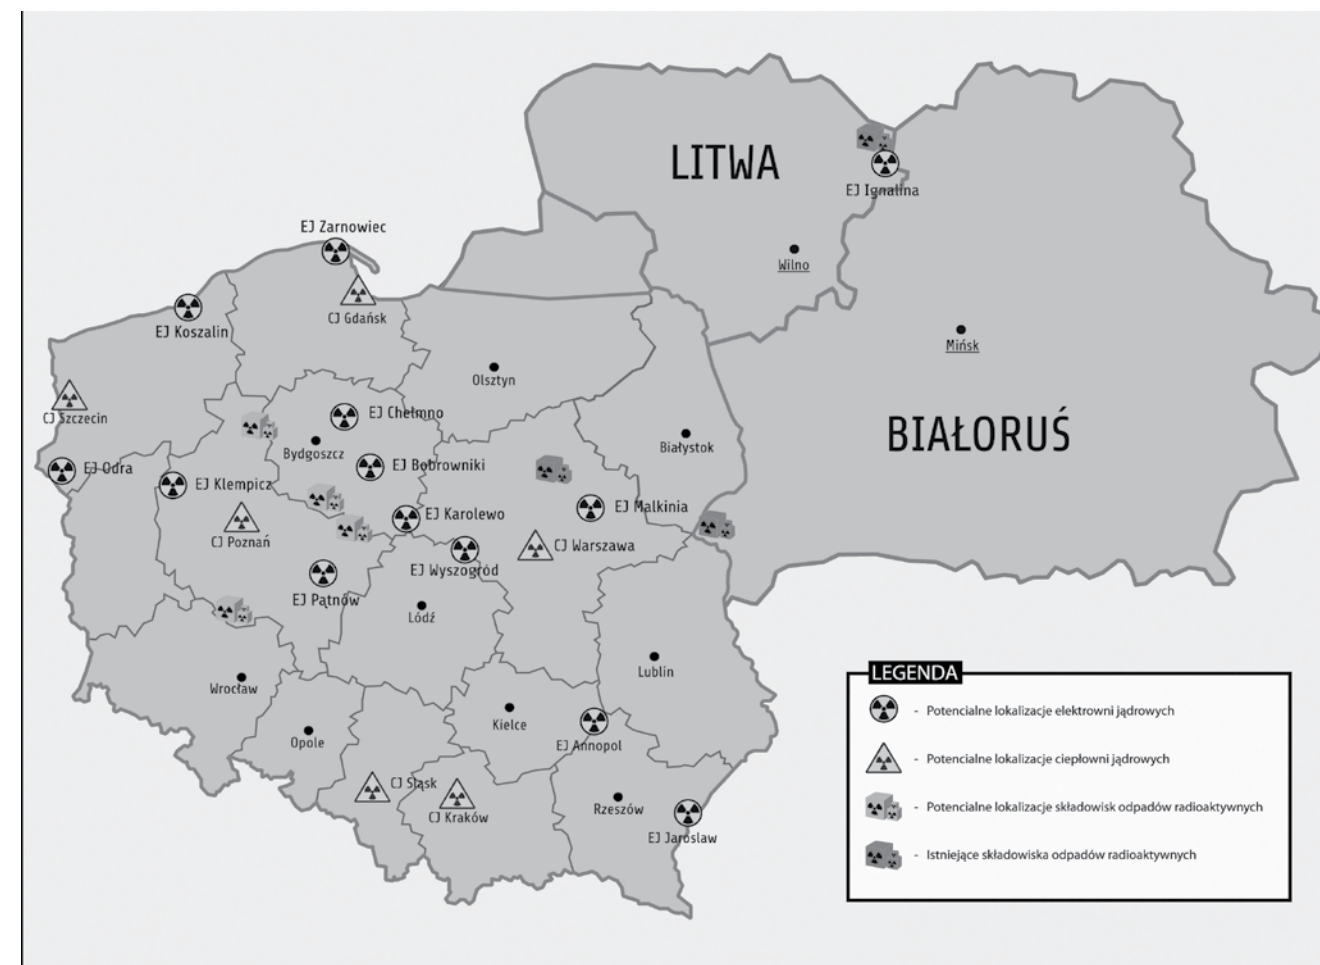 LITWA
EJ Ignalina
EJ Zarnowiec
Wilno
CJ Gdańsk
EJ Koszalin
Mińsk
Olsztyn
CJ Szczecin
EJ Chełmno
BIAŁORUŚ
Białystok
Bydgoszcz
EJ Odra
EJ Bobrowniki
EJ Klempicz
EJ Malkinia
EJ Karolewo
CJ Poznań
CJ Warszawa
EJ Wyszogród
EJ Pątnów
Łódź
Lublin
LEGENDA
Wrocław
- Potencialne lokalizacje elektrowni jądrowych
Kielce
Opole
EJ Annopol
- Potencialne lokalizacje ciepłowni jądrowych
CJ Sląsk
Rzeszów
CJ Kraków
- Potencialne lokalizacje składowisk odpadów radioaktywnych
EJ Jaroslaw
- Istniejące składowiska odpadów radioaktywnych